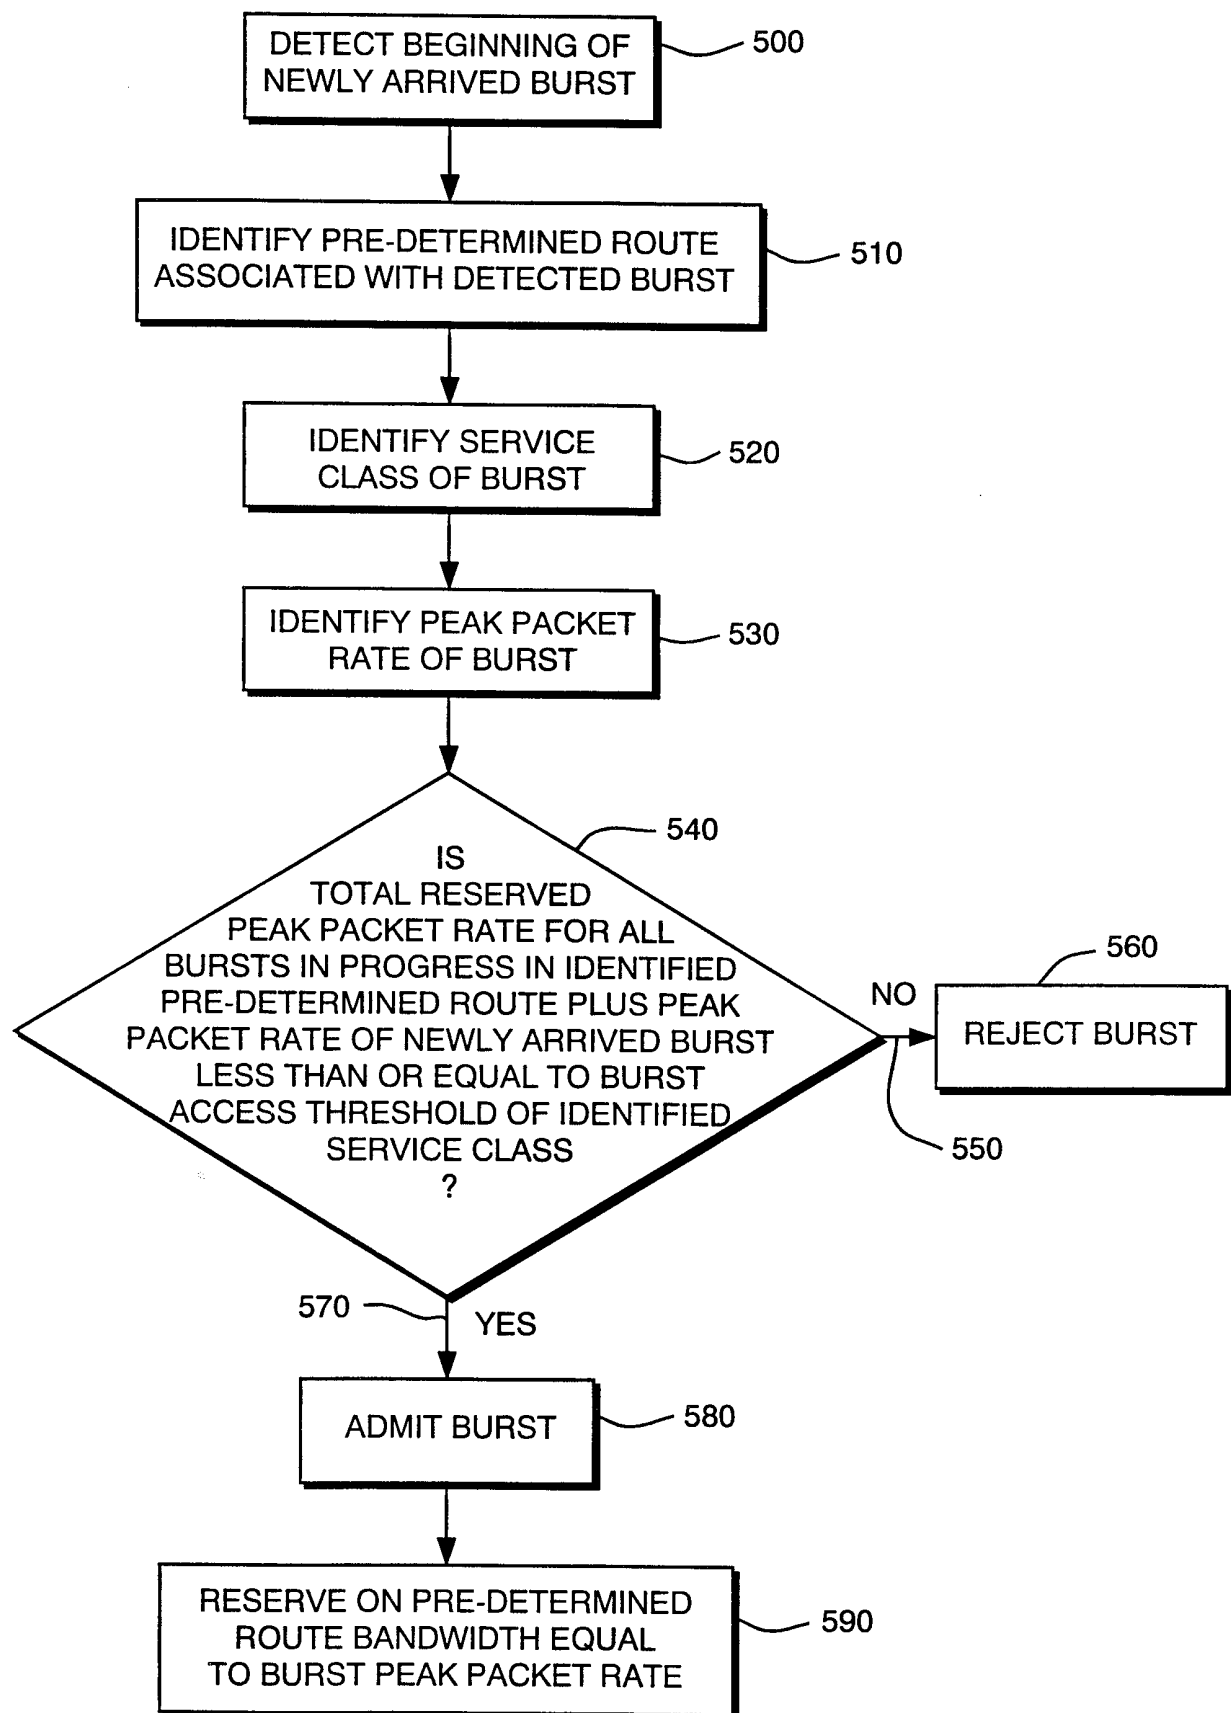 DETECT BEGINNING OF
NEWLY ARRIVED BURST
500
IDENTIFY PRE-DETERMINED ROUTE
ASSOCIATED WITH DETECTED BURST
510
IDENTIFY SERVICE
CLASS OF BURST
520
IDENTIFY PEAK PACKET
RATE OF BURST
530
540
IS
TOTAL RESERVED
PEAK PACKET RATE FOR ALL
BURSTS IN PROGRESS IN IDENTIFIED
PRE-DETERMINED ROUTE PLUS PEAK
PACKET RATE OF NEWLY ARRIVED BURST
LESS THAN OR EQUAL TO BURST
ACCESS THRESHOLD OF IDENTIFIED
SERVICE CLASS
?
NO
550
560
REJECT BURST
570
YES
ADMIT BURST
580
RESERVE ON PRE-DETERMINED
ROUTE BANDWIDTH EQUAL
TO BURST PEAK PACKET RATE
590